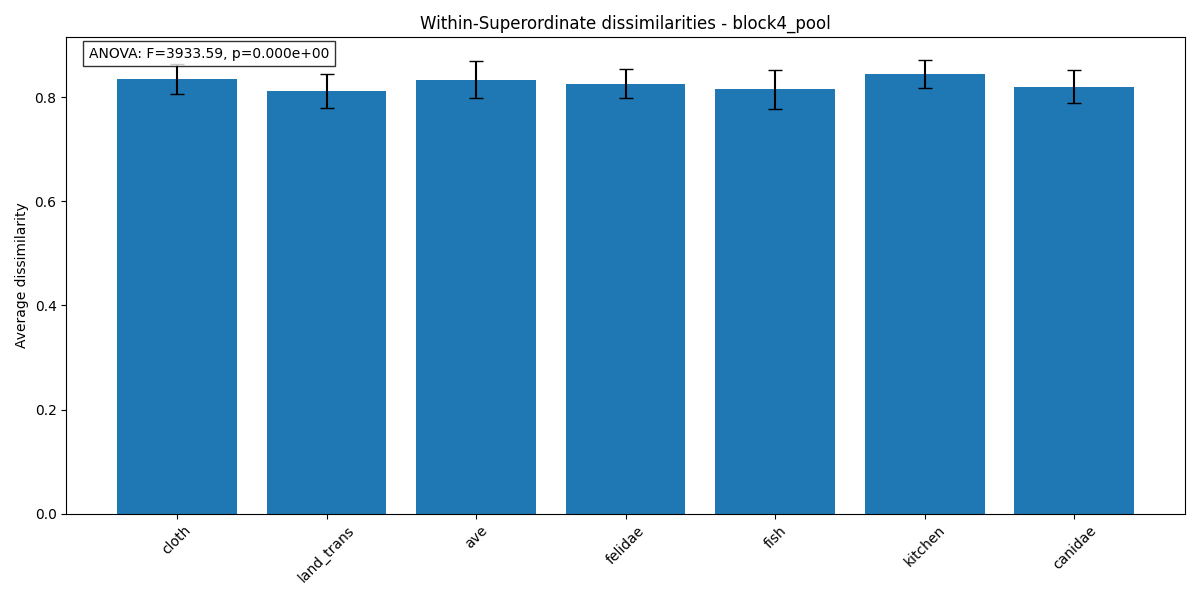 Within-Superordinate dissimilarities - block4_pool
ANOVA: F=3933.59, p=0.000e+00
Average dissimilarity
0.8
0.6
0.4
0.2
0.0
cloth
land_trans
ave
felidae
fish
kitchen
canidae